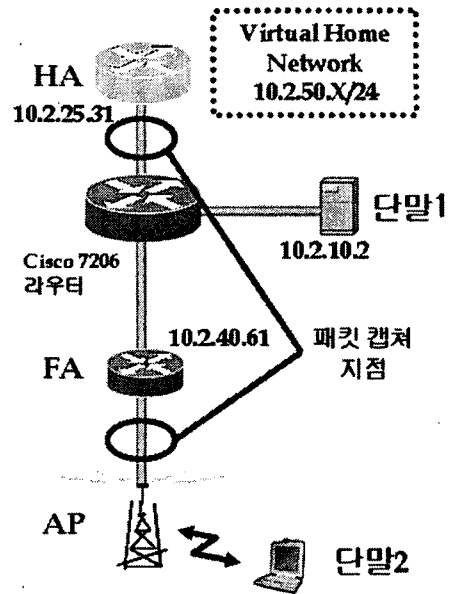 Virtual Home
Network
10.2.50.X/24
HA
10.2.25.31
단말1
10.2.10.2
Cisco 7206
라우터
10.2.40.61
패킷 캡쳐
지점
FA
AP
단말2